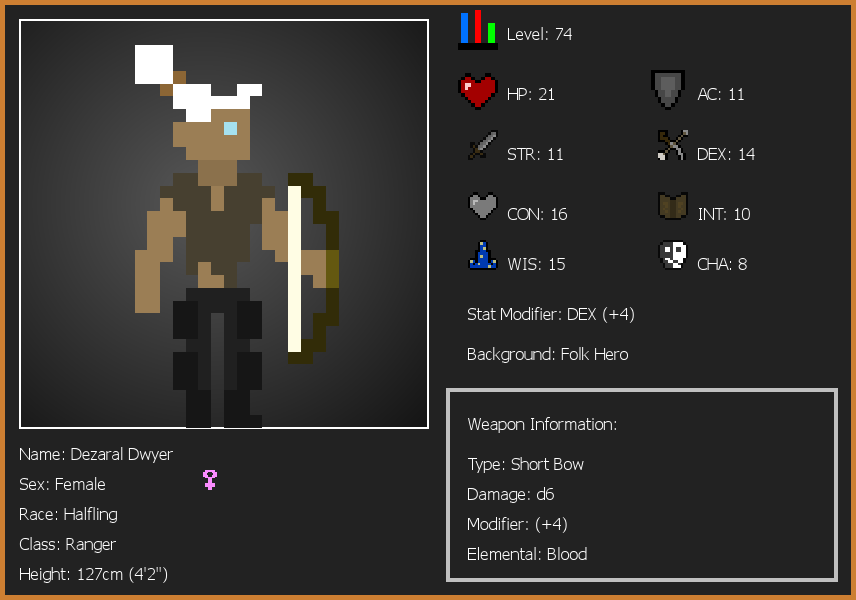 Level: 74
HP: 21
AC: 11
STR: 11
DEX: 14
CON: 16
INT: 10
WIS: 15
CHA: 8
Stat Modifier: DEX (+4)
Background: Folk Hero
Weapon Information:
Type: Short Bow
Damage: d6
Modifier: (+4)
Elemental: Blood
Name: Dezaral Dwyer
Sex: Female
Race: Halfling
Class: Ranger
Height: 127cm (4'2")